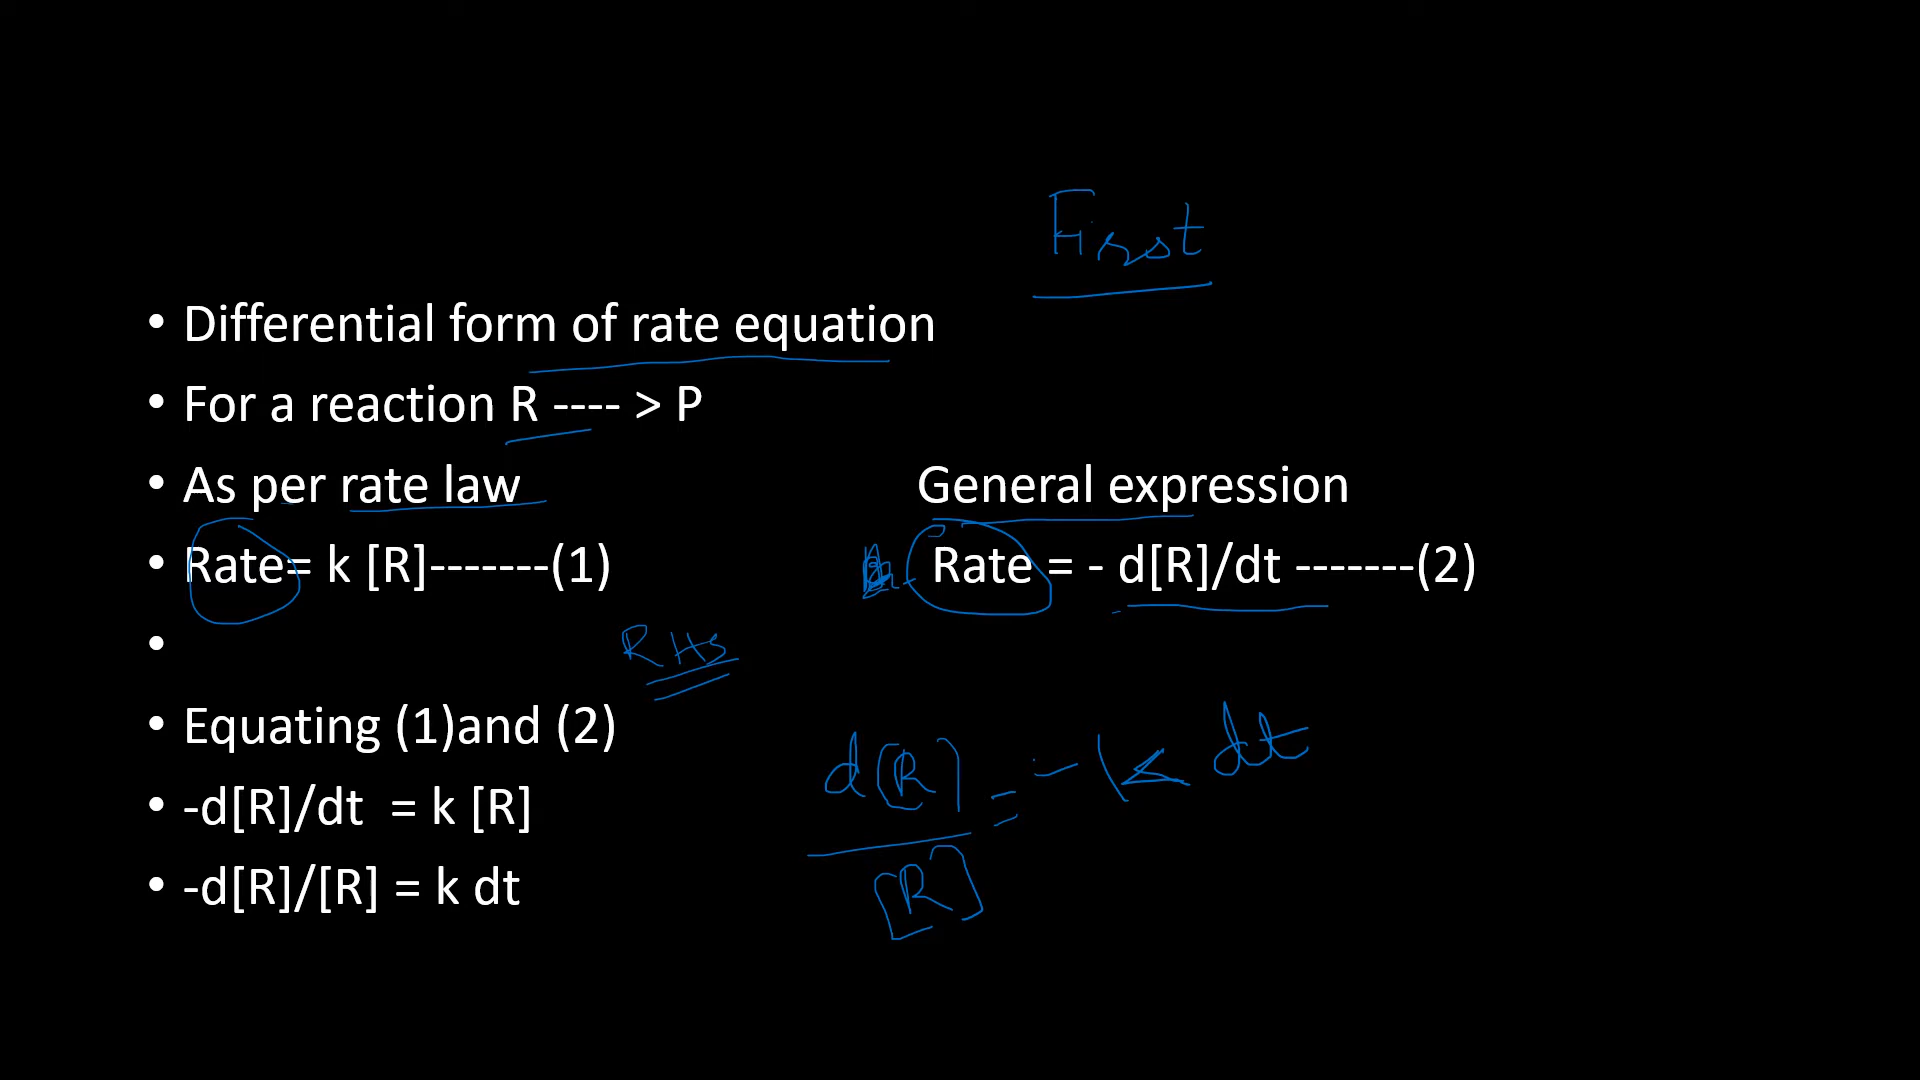 First
• Differential form of rate equation
• For a reaction R ---- > P
• As per rate law General expression
• Rate= k [R]-------(1) Rate = - d[R]/dt -------(2)
•
RHS
• Equating (1)and (2)
d[R]/[R] = -k dt
• -d[R]/dt = k [R]
• -d[R]/[R] = k dt